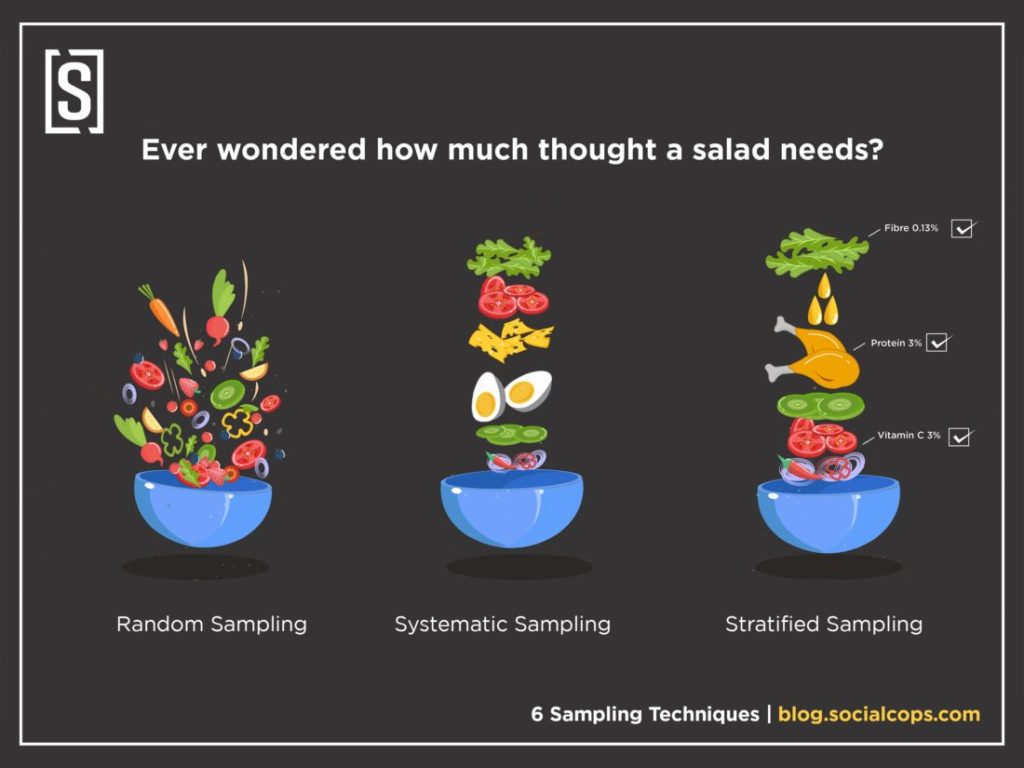 [S]
Ever wondered how much thought a salad needs?
Fibre 0.13%
Protein 3%
Vitamin C 3%
Random Sampling
Systematic Sampling
Stratified Sampling
6 Sampling Techniques | blog.socialcops.com